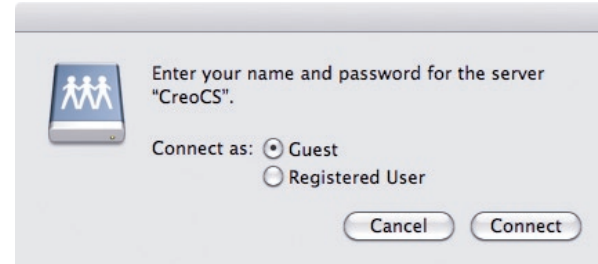 Enter your name and password for the server
“CreoCS”.
Connect as: Guest
Registered User
Cancel Connect